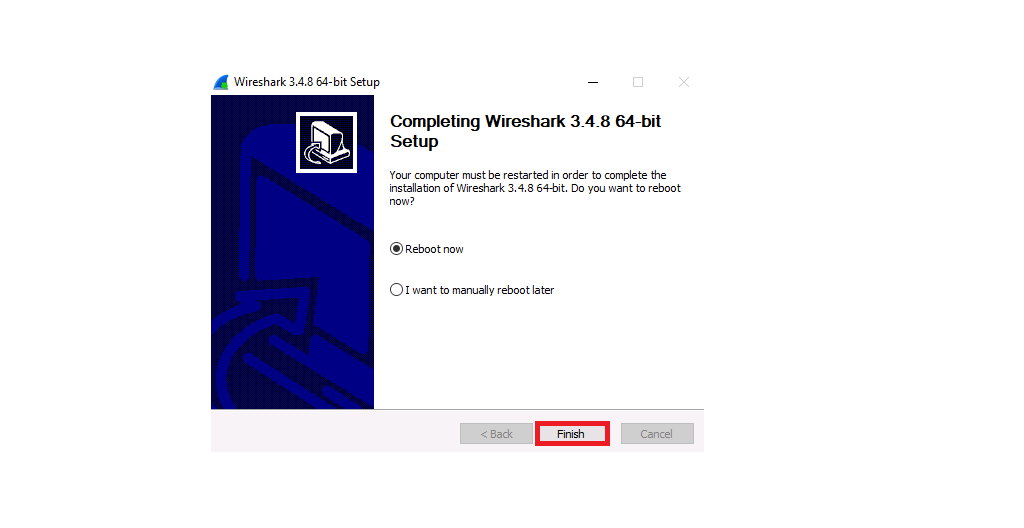 Wireshark 3.4.8 64-bit Setup
Completing Wireshark 3.4.8 64-bit
Setup
Your computer must be restarted in order to complete the
installation of Wireshark 3.4.8 64-bit. Do you want to reboot
now?
Reboot now
I want to manually reboot later
< Back
Finish
Cancel